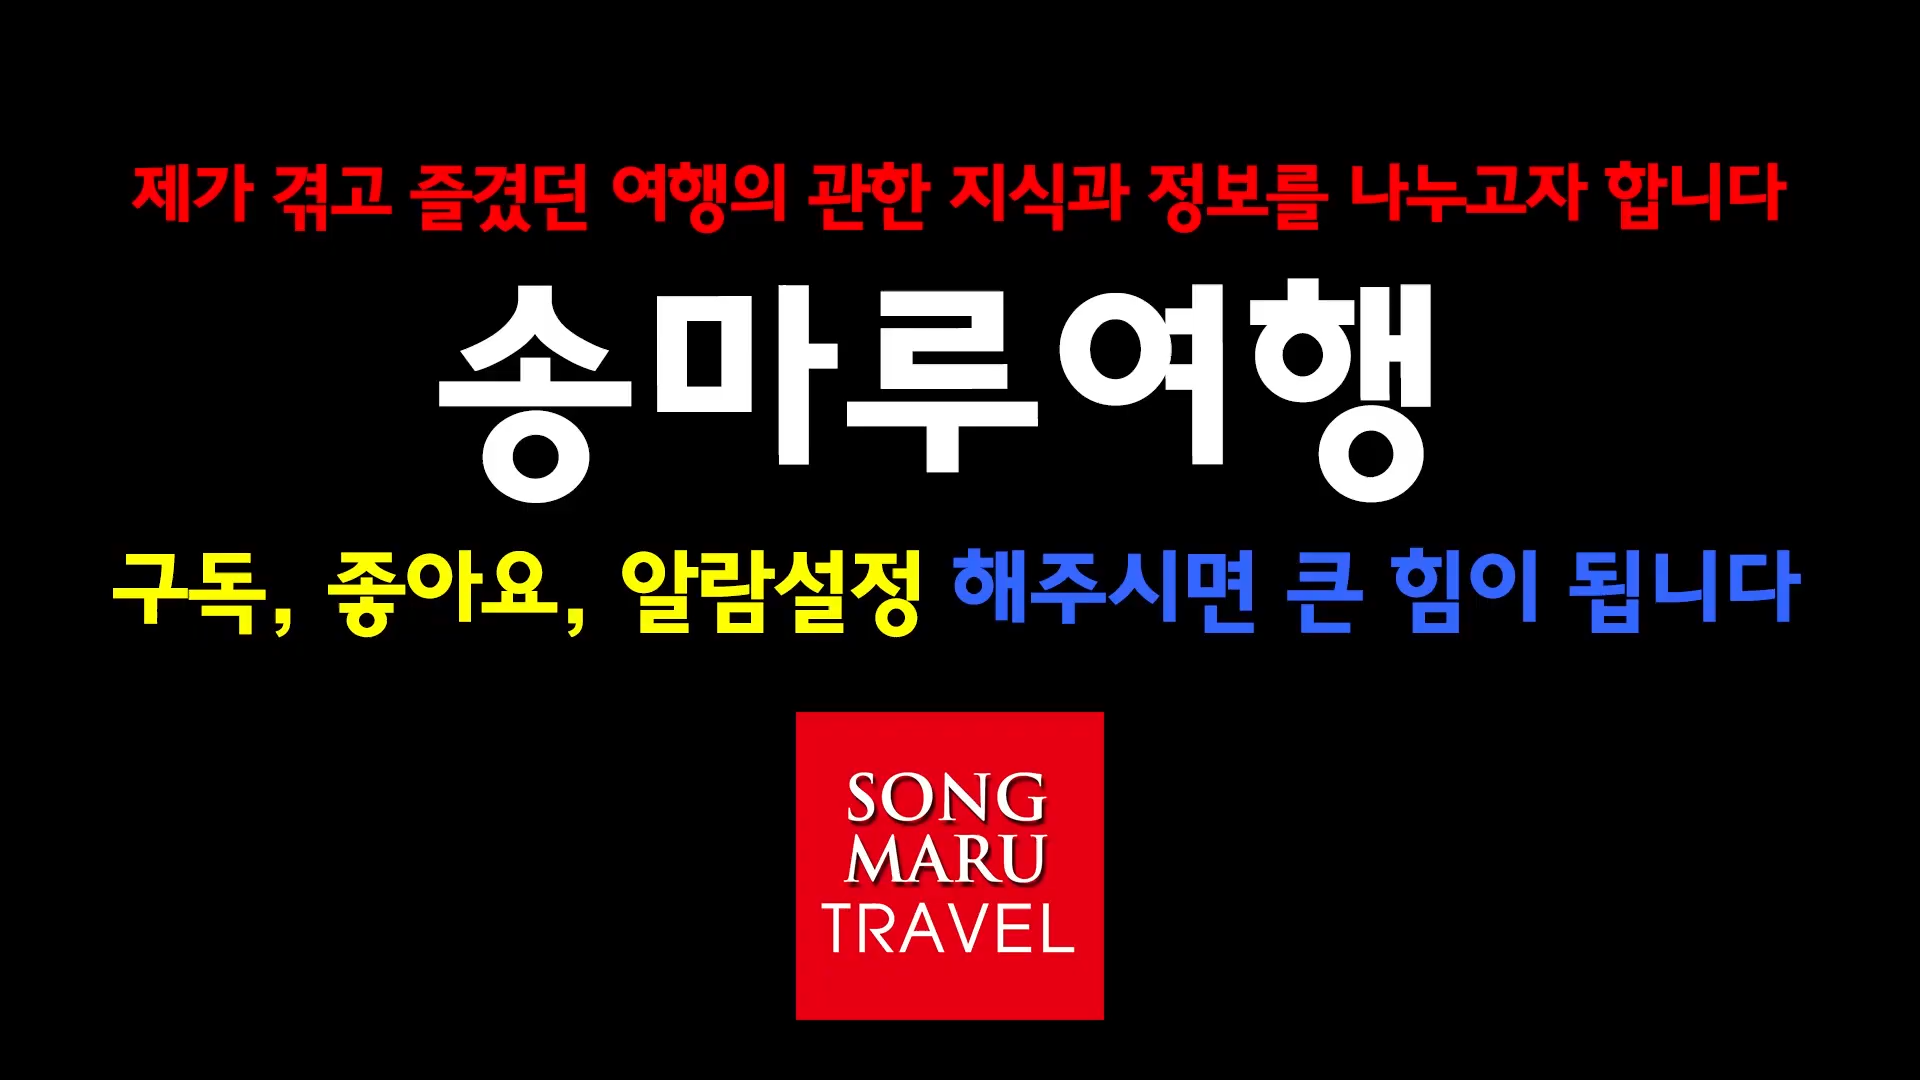 제가 겪고 즐겼던 여행의 관한 지식과 정보를 나누고자 합니다
송마루여행
구독, 좋아요, 알람설정 해주시면 큰 힘이 됩니다
SONG
MARU
TRAVEL